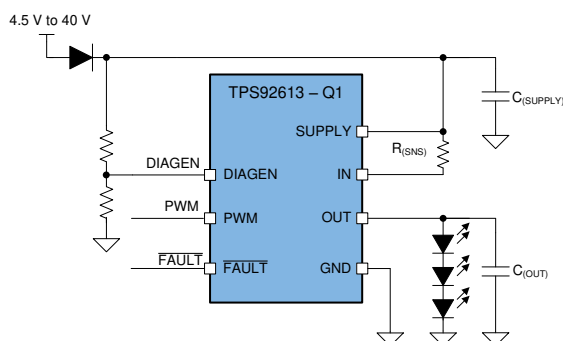 4.5 V to 40 V
TPS92613 – Q1
C(SUPPLY)
SUPPLY
R(SNS)
DIAGEN
DIAGEN
IN
PWM
PWM
OUT
FAULT
FAULT
GND
C(OUT)